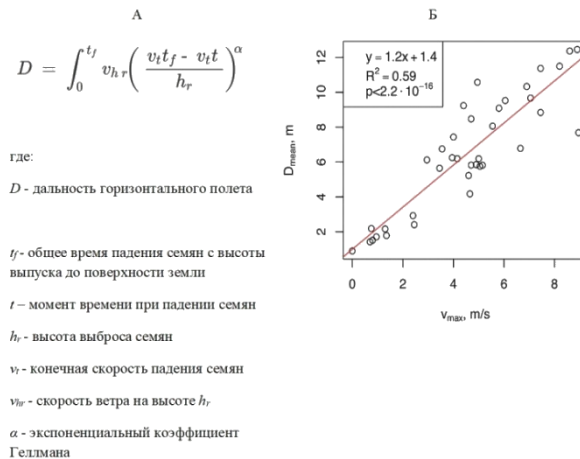 А
Б
D = ∫₀^{t_f} v_{hr} ( (v_t t_f - v_t t) / h_r )^α
где:
D - дальность горизонтального полета
t_f - общее время падения семян с высоты
выпуска до поверхности земли
t – момент времени при падении семян
h_r - высота выброса семян
v_t - конечная скорость падения семян
v_hr - скорость ветра на высоте h_r
α - экспоненциальный коэффициент
Геллмана
y = 1.2x + 1.4
R² = 0.59
p<2.2 · 10⁻¹⁶
D_mean, m
12
10
8
6
4
2
0 2 4 6 8
v_max, m/s